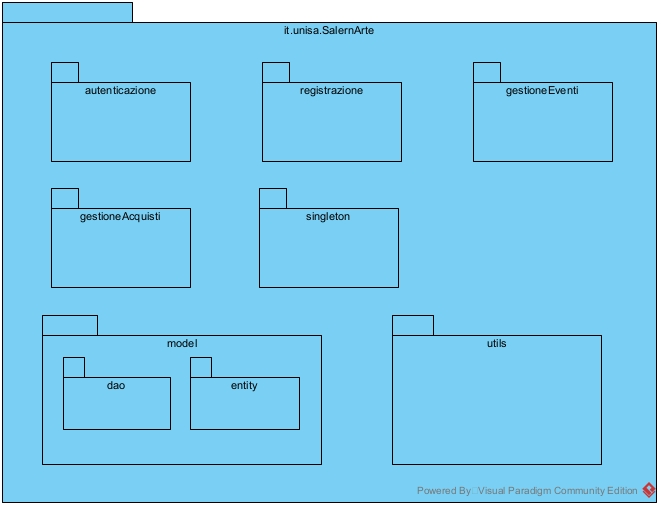 it.unisa.SalernArte
autenticazione
registrazione
gestioneEventi
gestioneAcquisti
singleton
model
utils
dao
entity
Powered By Visual Paradigm Community Edition